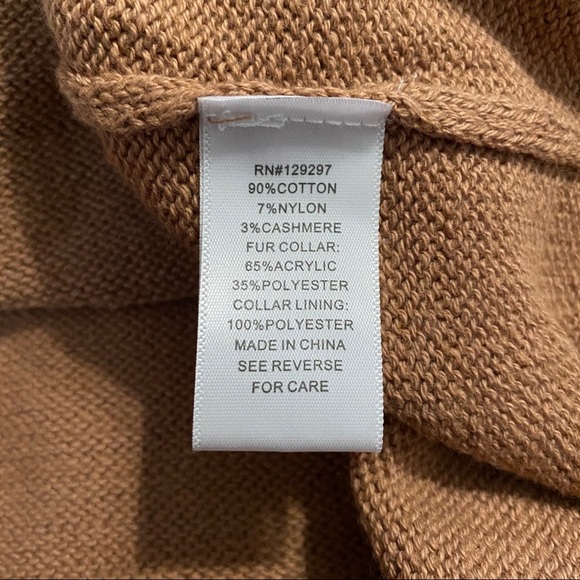 RN#129297
90%COTTON
7%NYLON
3%CASHMERE
FUR COLLAR:
65%ACRYLIC
35%POLYESTER
COLLAR LINING:
100%POLYESTER
MADE IN CHINA
SEE REVERSE
FOR CARE